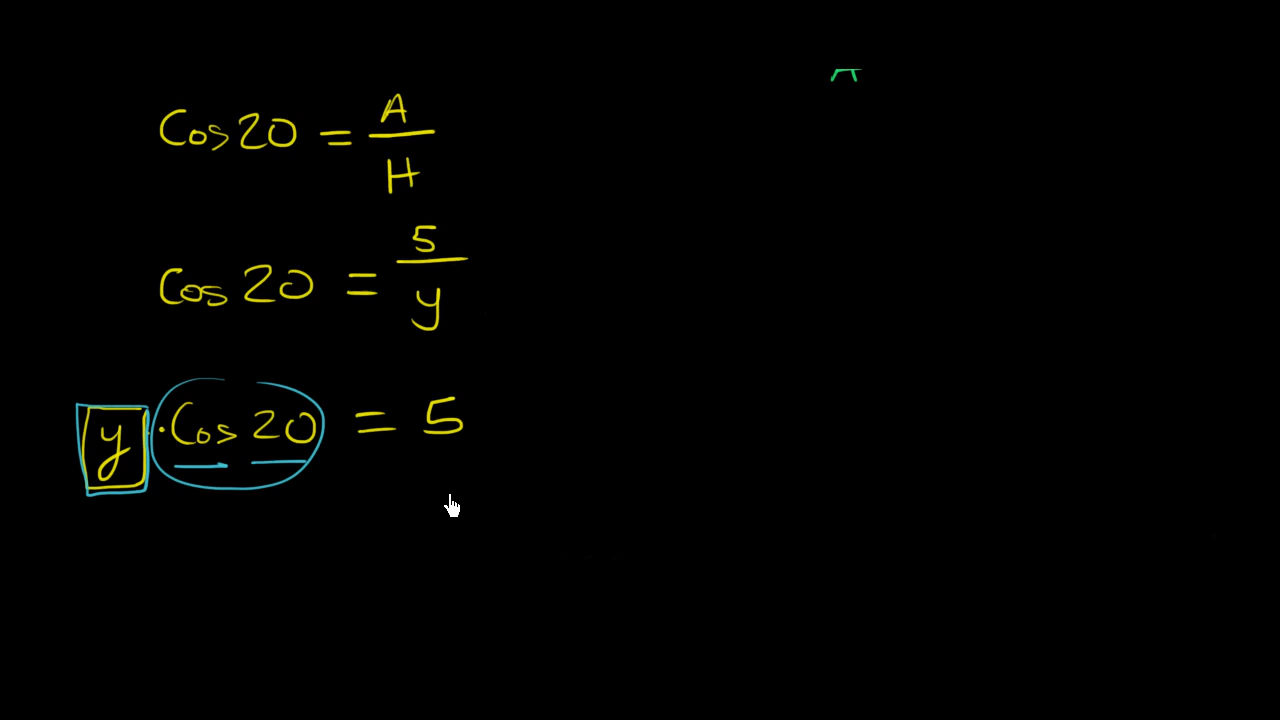 Cos 20 = A/H
Cos 20 = 5/y
y · Cos 20 = 5